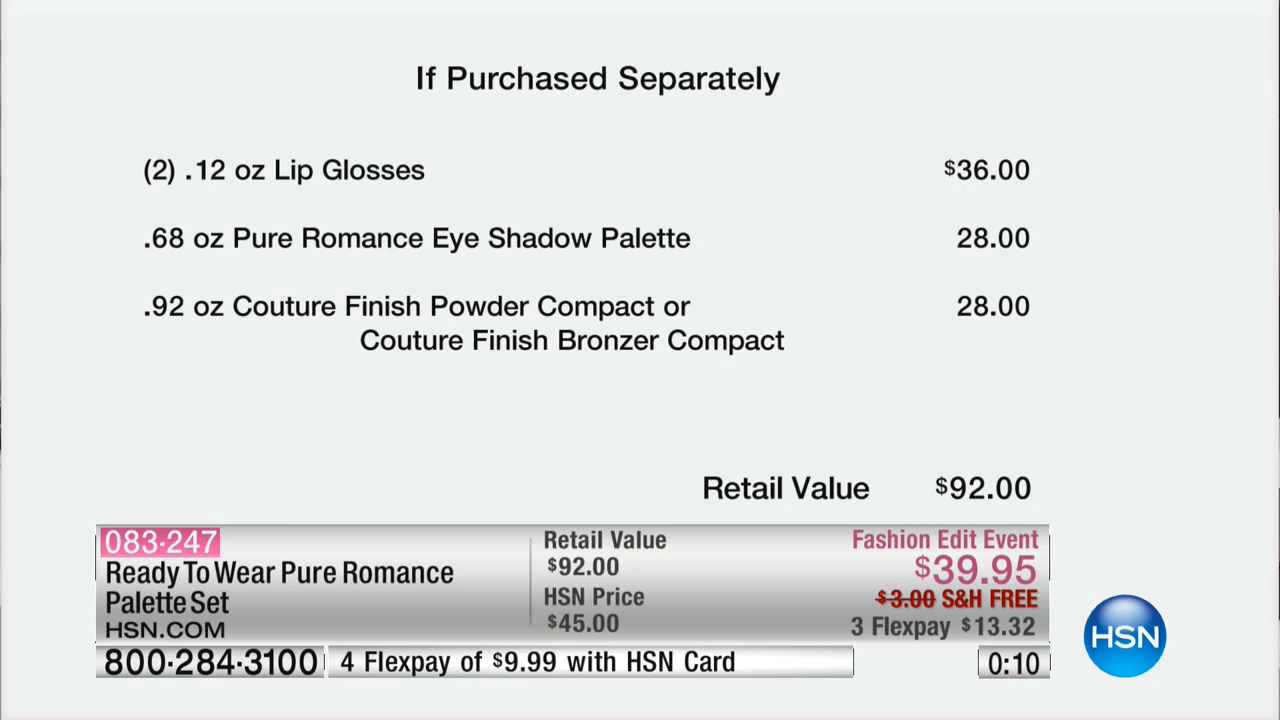 If Purchased Separately
(2) .12 oz Lip Glosses $36.00
.68 oz Pure Romance Eye Shadow Palette 28.00
.92 oz Couture Finish Powder Compact or 28.00
Couture Finish Bronzer Compact
Retail Value $92.00
083-247
Ready To Wear Pure Romance
Palette Set
HSN.COM
Retail Value
$92.00
HSN Price
$45.00
Fashion Edit Event
$39.95
$3.00 S&H FREE
3 Flexpay $13.32
800-284-3100
4 Flexpay of $9.99 with HSN Card
0:10
HSN